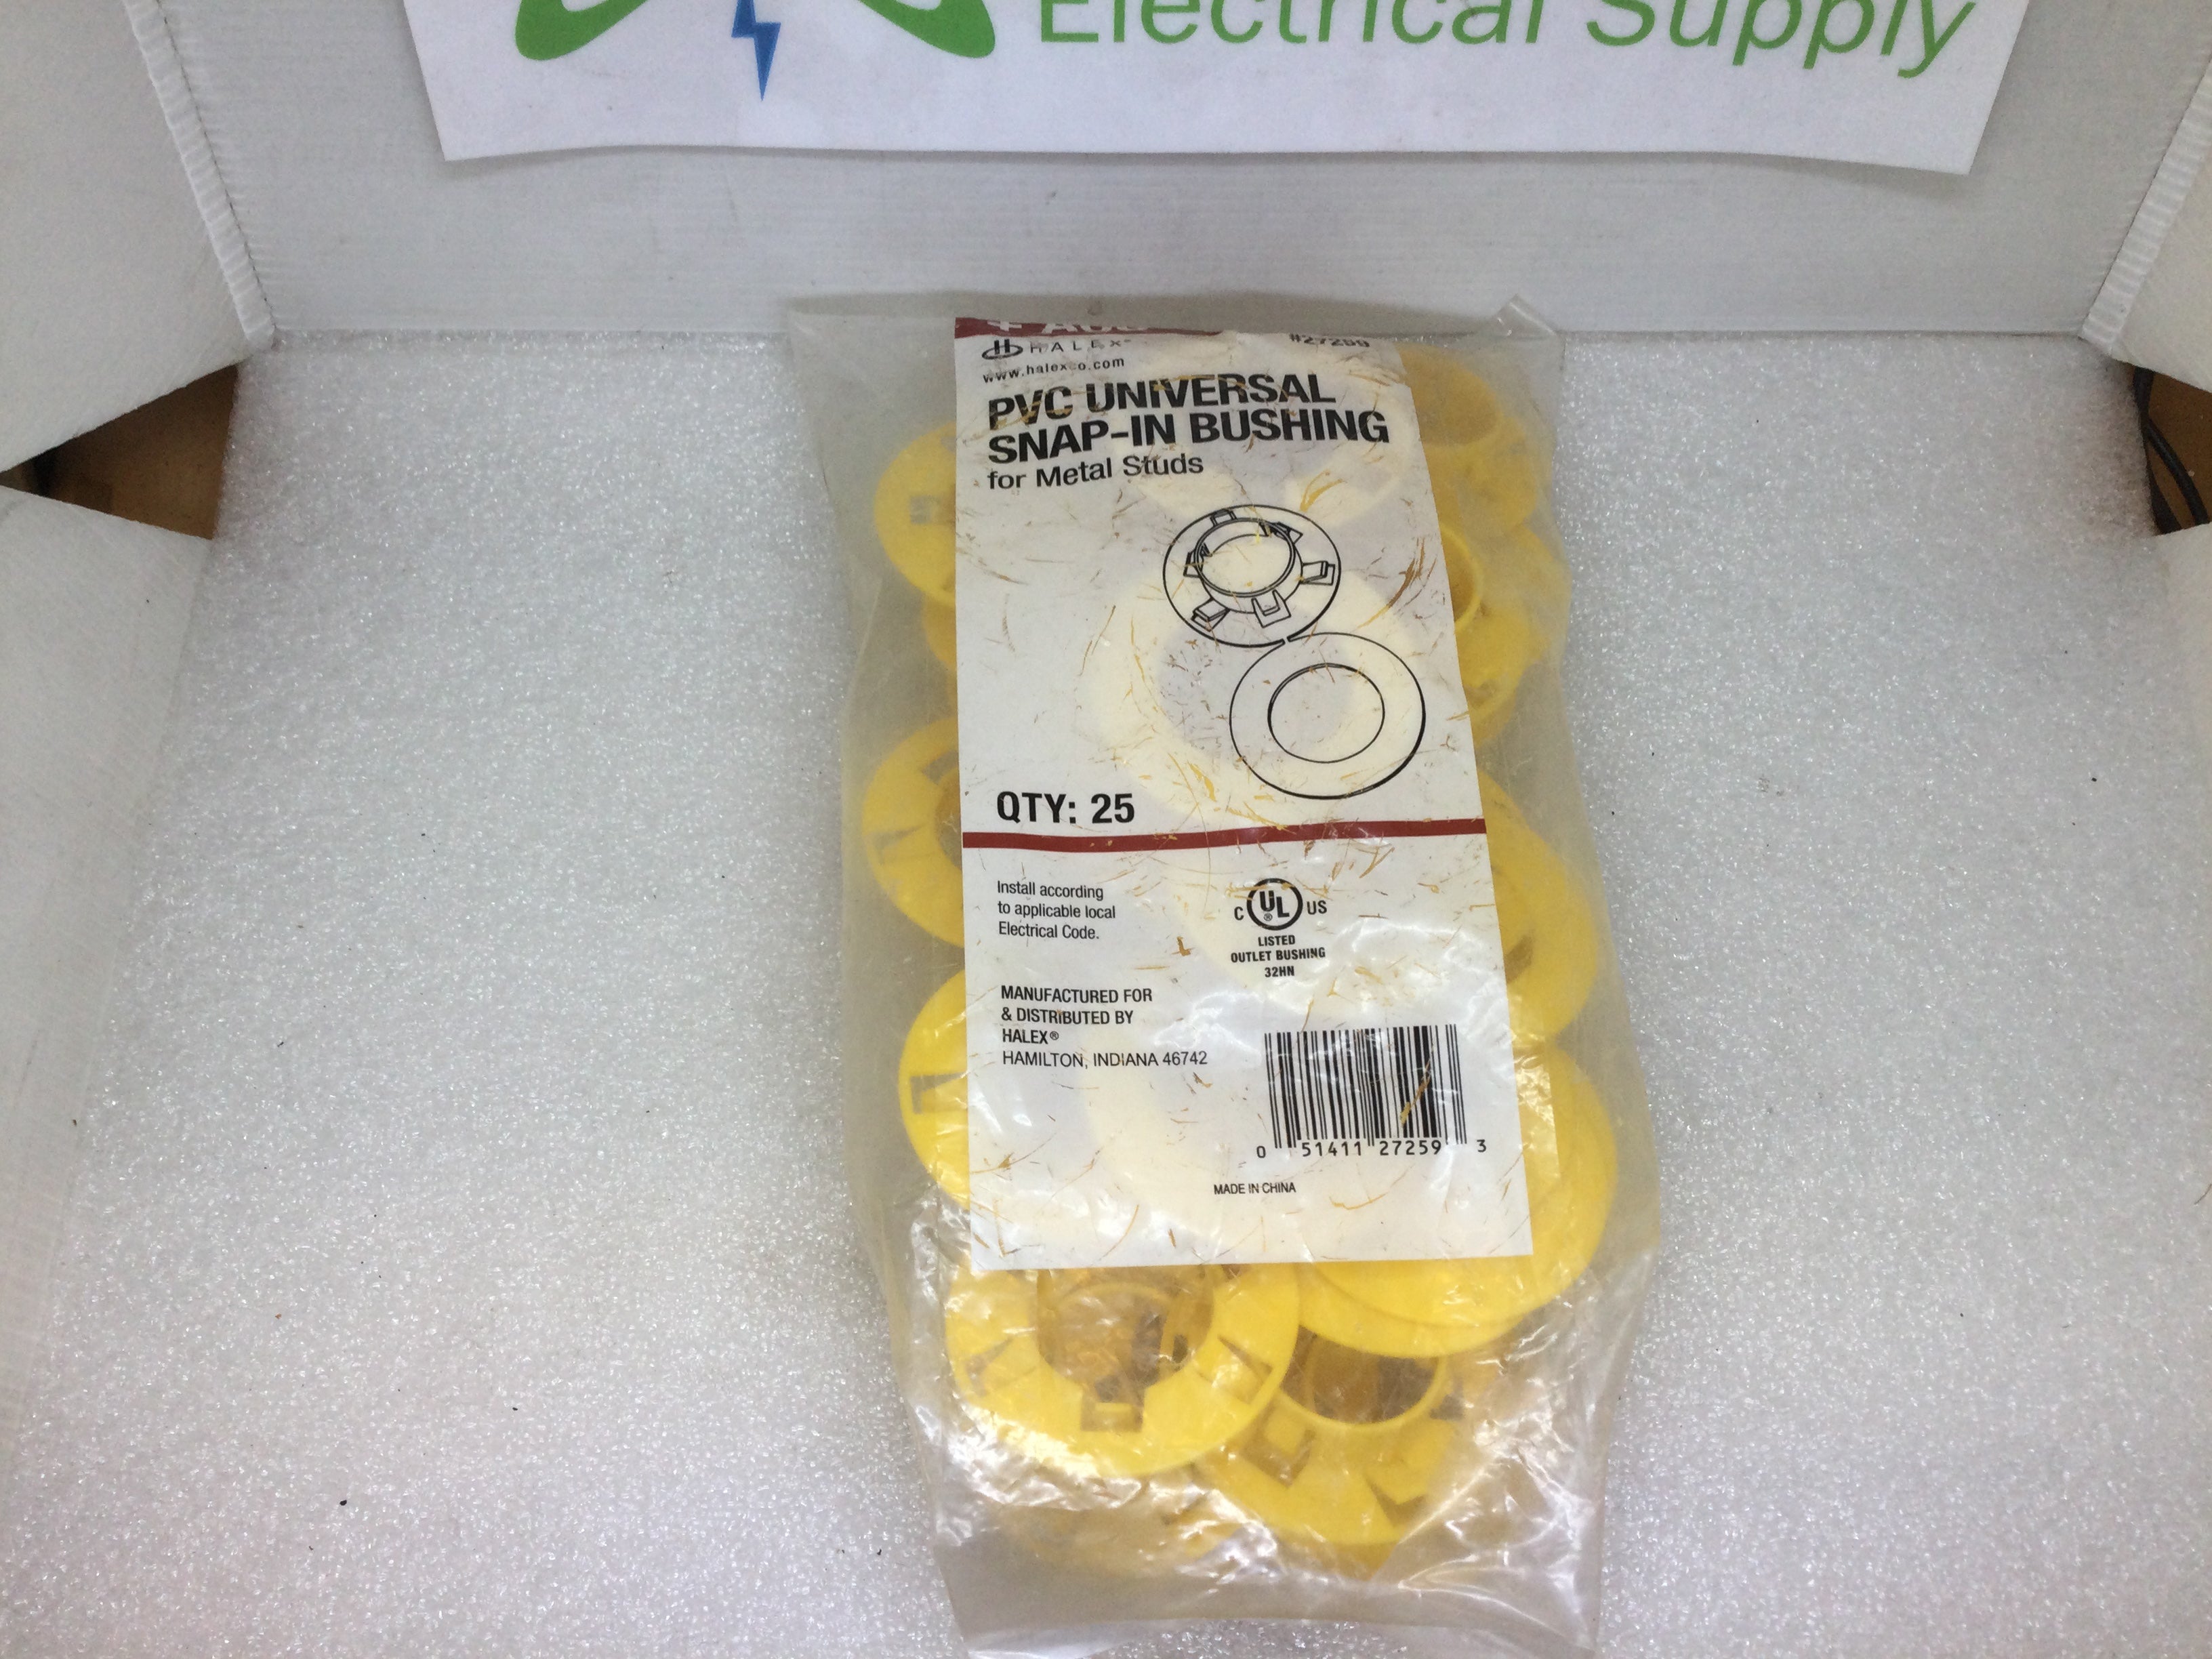 Electrical Supply
HALEX
#27259
www.halexco.com
PVC UNIVERSAL
SNAP-IN BUSHING
for Metal Studs
QTY: 25
Install according
to applicable local
Electrical Code.
C UL® US
LISTED
OUTLET BUSHING
32HN
MANUFACTURED FOR
& DISTRIBUTED BY
HALEX®
HAMILTON, INDIANA 46742
0 51411 27259 3
MADE IN CHINA